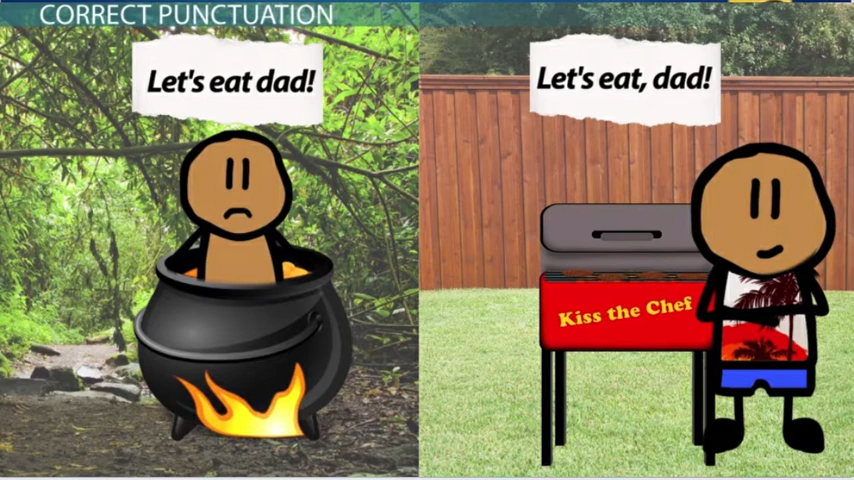 CORRECT PUNCTUATION
Let's eat dad!
Let's eat, dad!
Kiss the Chef